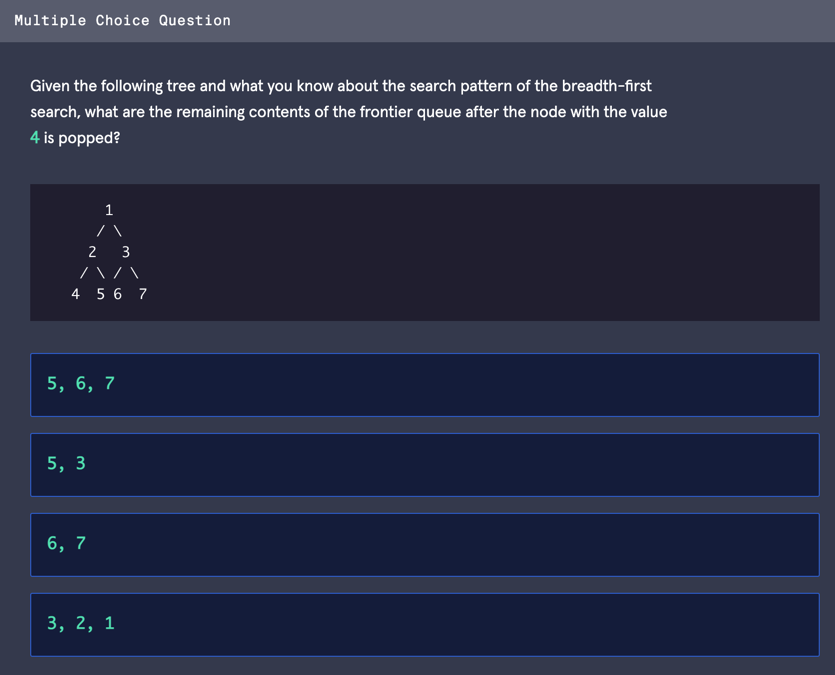 Multiple Choice Question
Given the following tree and what you know about the search pattern of the breadth-first
search, what are the remaining contents of the frontier queue after the node with the value
4 is popped?
1
/ \
2 3
/ \ / \
4 5 6 7
5, 6, 7
5, 3
6, 7
3, 2, 1